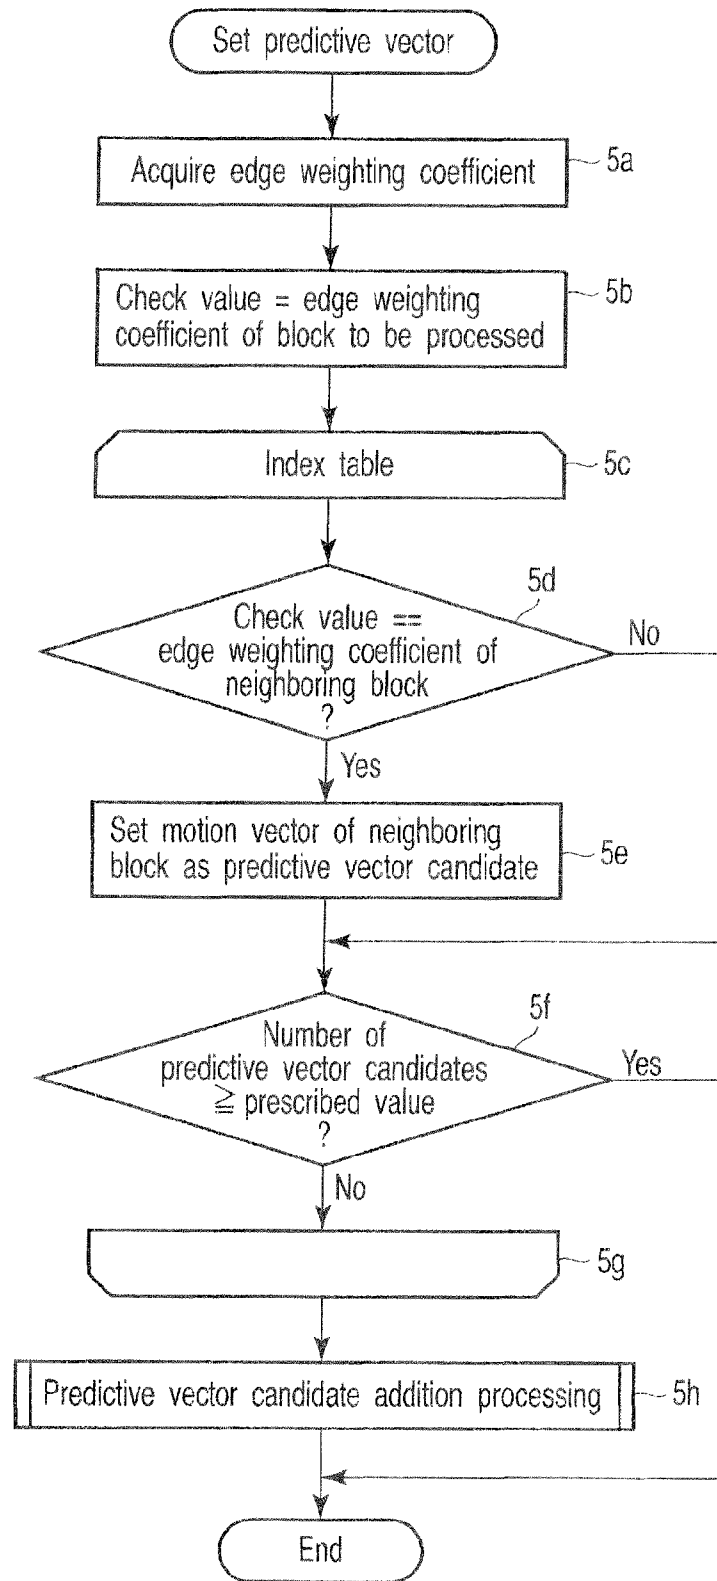 Set predictive vector
Acquire edge weighting coefficient
5a
Check value = edge weighting
coefficient of block to be processed
5b
Index table
5c
5d
Check value ==
edge weighting coefficient of
neighboring block
?
No
Yes
Set motion vector of neighboring
block as predictive vector candidate
5e
5f
Number of
predictive vector candidates
≧ prescribed value
?
Yes
No
5g
Predictive vector candidate addition processing
5h
End